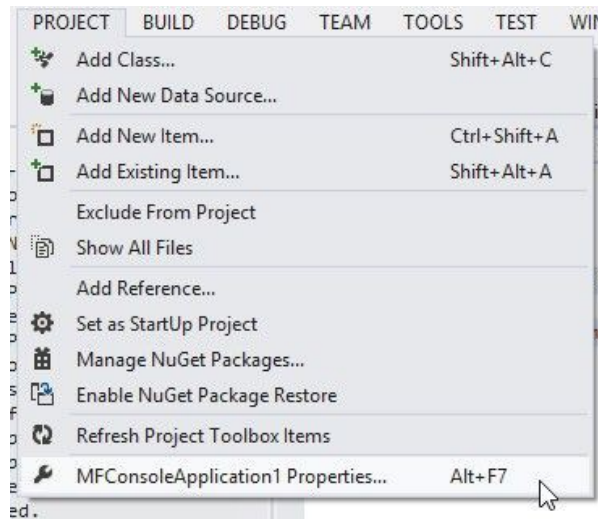 PROJECT BUILD DEBUG TEAM TOOLS TEST
Add Class... Shift+Alt+C
Add New Data Source...
Add New Item... Ctrl+Shift+A
Add Existing Item... Shift+Alt+A
Exclude From Project
Show All Files
Add Reference...
Set as StartUp Project
Manage NuGet Packages...
Enable NuGet Package Restore
Refresh Project Toolbox Items
MFConsoleApplication1 Properties... Alt+F7
ed.